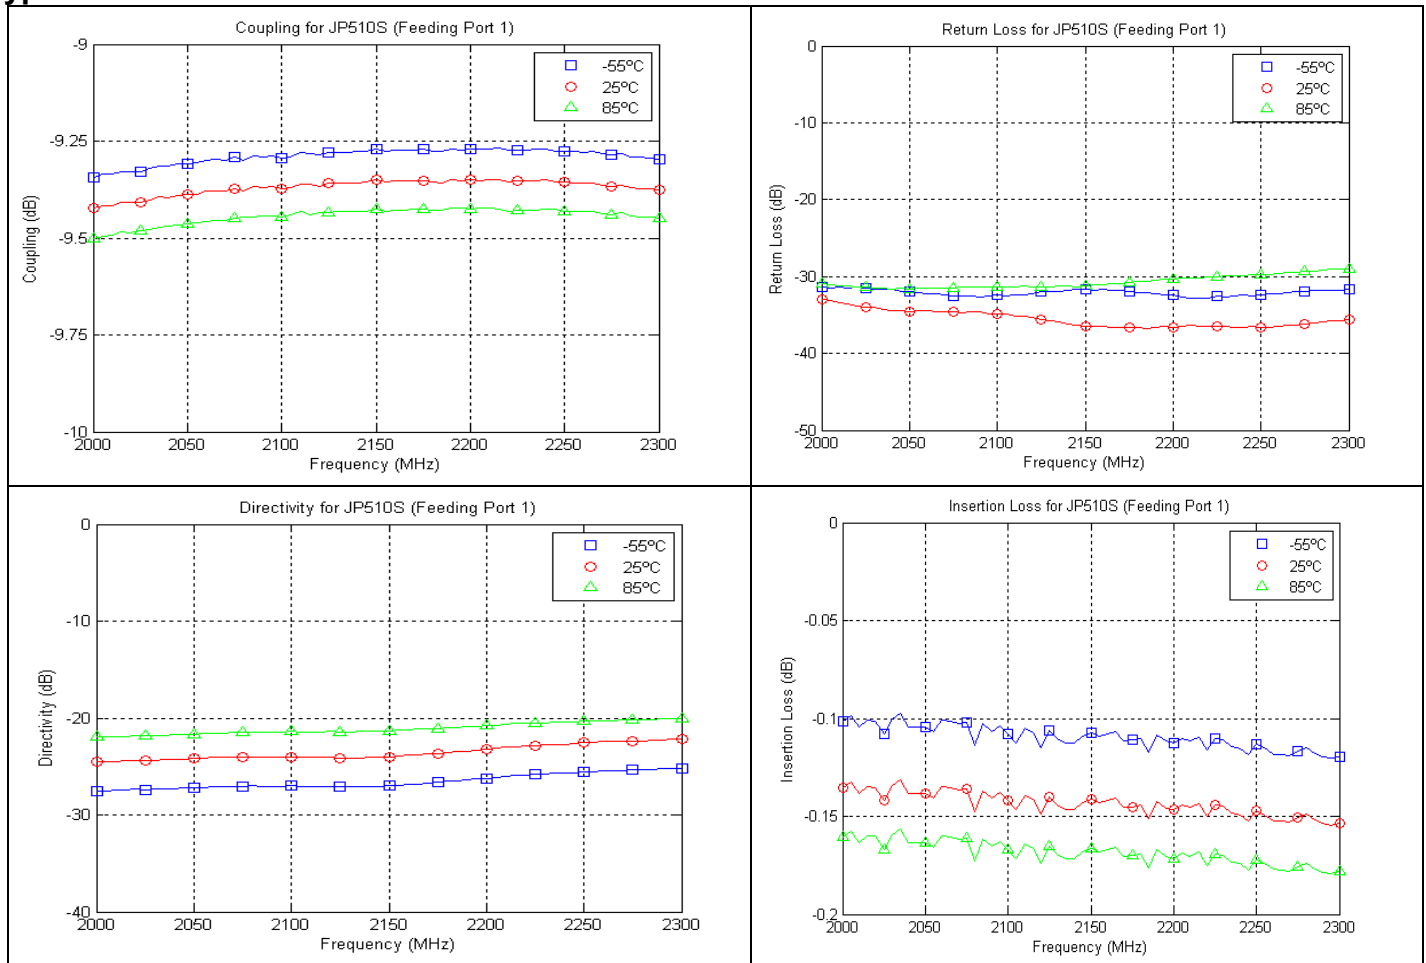 Coupling for JP510S (Feeding Port 1)
-55ºC
25ºC
85ºC
-9
-9.25
-9.5
-9.75
-10
Coupling (dB)
2000 2050 2100 2150 2200 2250 2300
Frequency (MHz)
Return Loss for JP510S (Feeding Port 1)
-55ºC
25ºC
85ºC
0
-10
-20
-30
-40
-50
Return Loss (dB)
2000 2050 2100 2150 2200 2250 2300
Frequency (MHz)
Directivity for JP510S (Feeding Port 1)
-55ºC
25ºC
85ºC
0
-10
-20
-30
-40
Directivity (dB)
2000 2050 2100 2150 2200 2250 2300
Frequency (MHz)
Insertion Loss for JP510S (Feeding Port 1)
-55ºC
25ºC
85ºC
0
-0.05
-0.1
-0.15
-0.2
Insertion Loss (dB)
2000 2050 2100 2150 2200 2250 2300
Frequency (MHz)